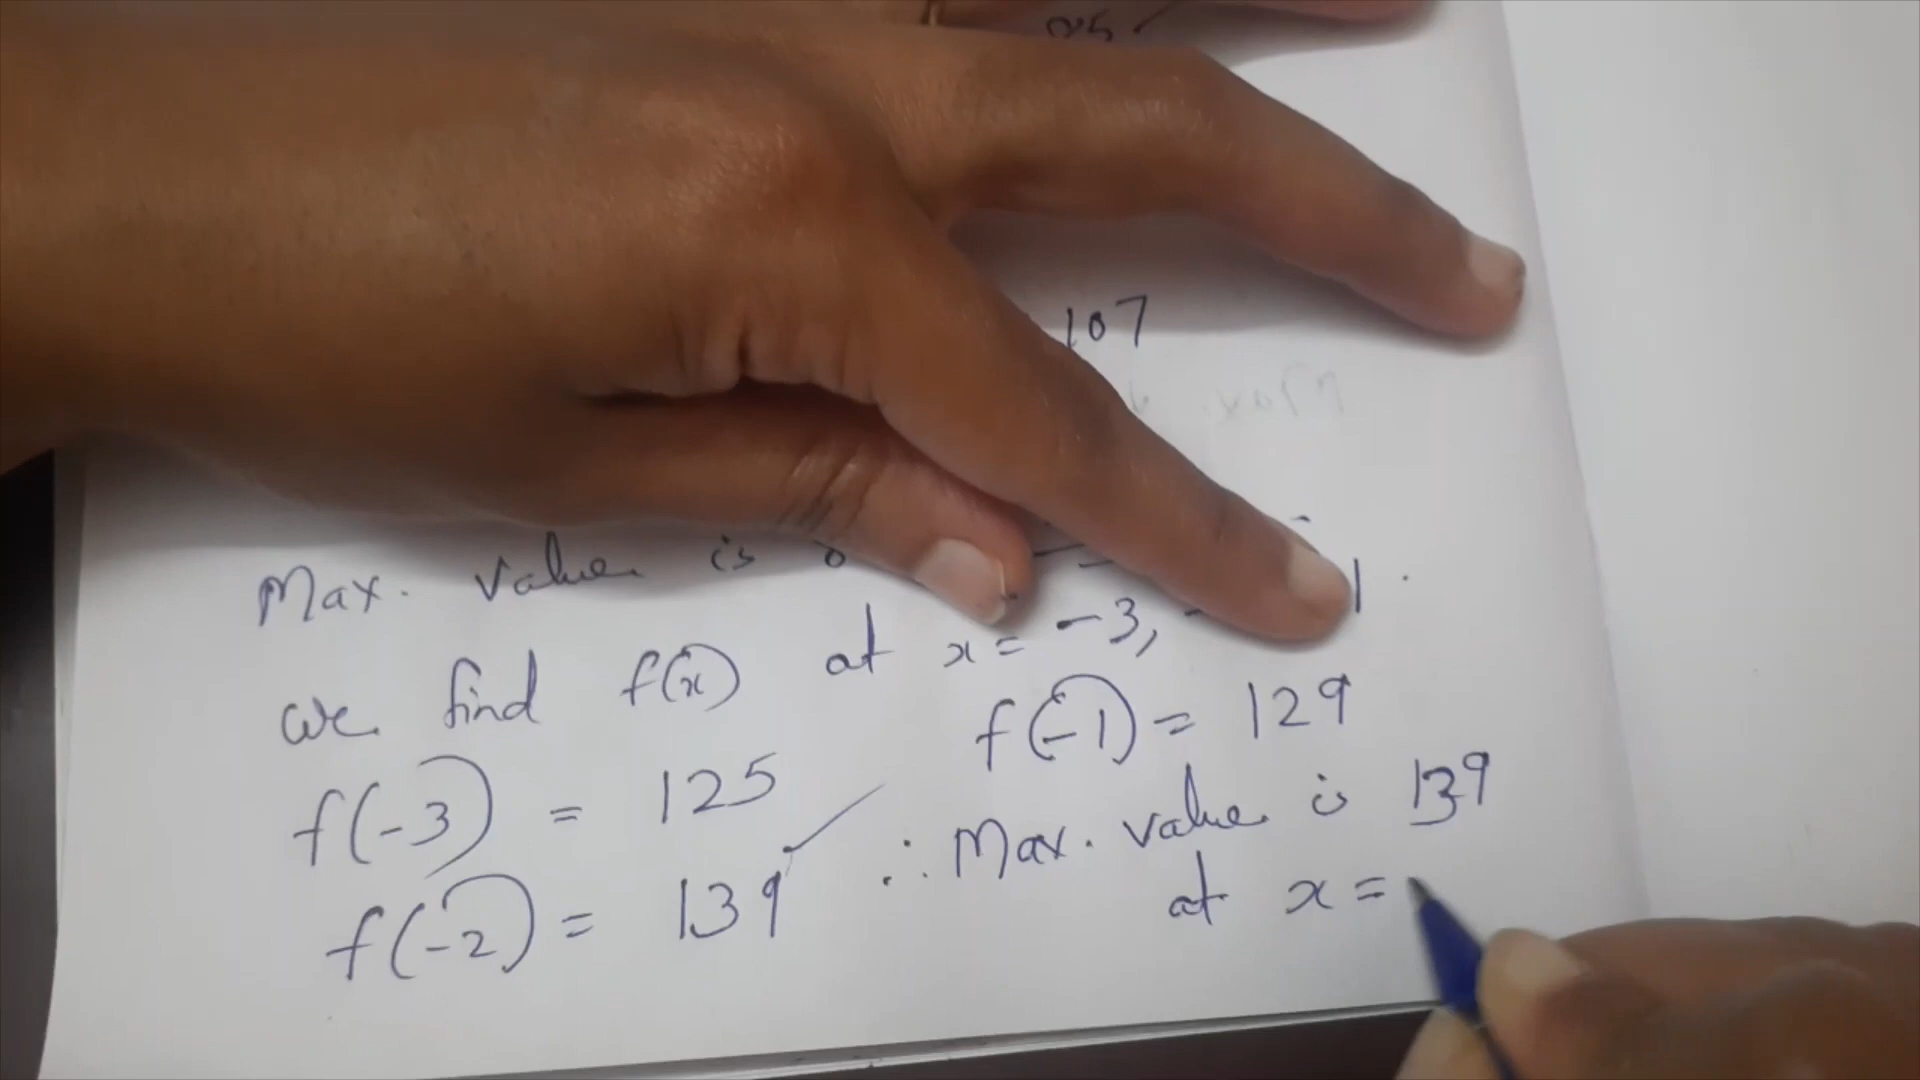 107
Max. value is
we find f(x) at x = -3, - 1.
f(-3) = 125 f(-1) = 129
f(-2) = 139 ∴ Max. value is 139
at x =